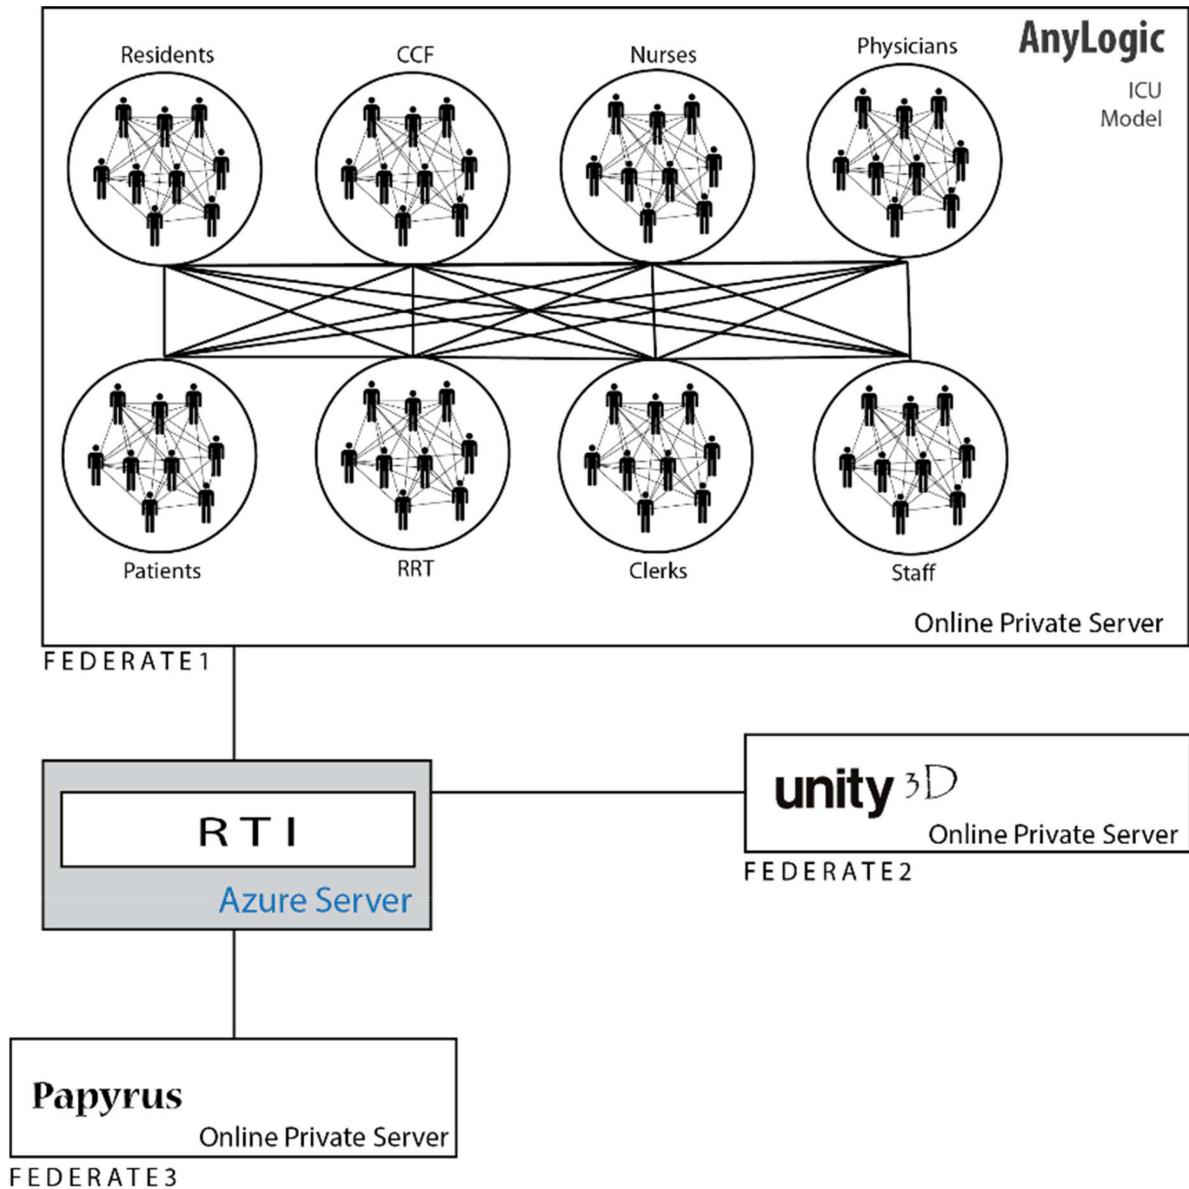 Residents
CCF
Nurses
Physicians
AnyLogic
ICU
Model
Patients
RRT
Clerks
Staff
Online Private Server
FEDERATE1
RTI
Azure Server
unity 3D
Online Private Server
FEDERATE2
Papyrus
Online Private Server
FEDERATE3